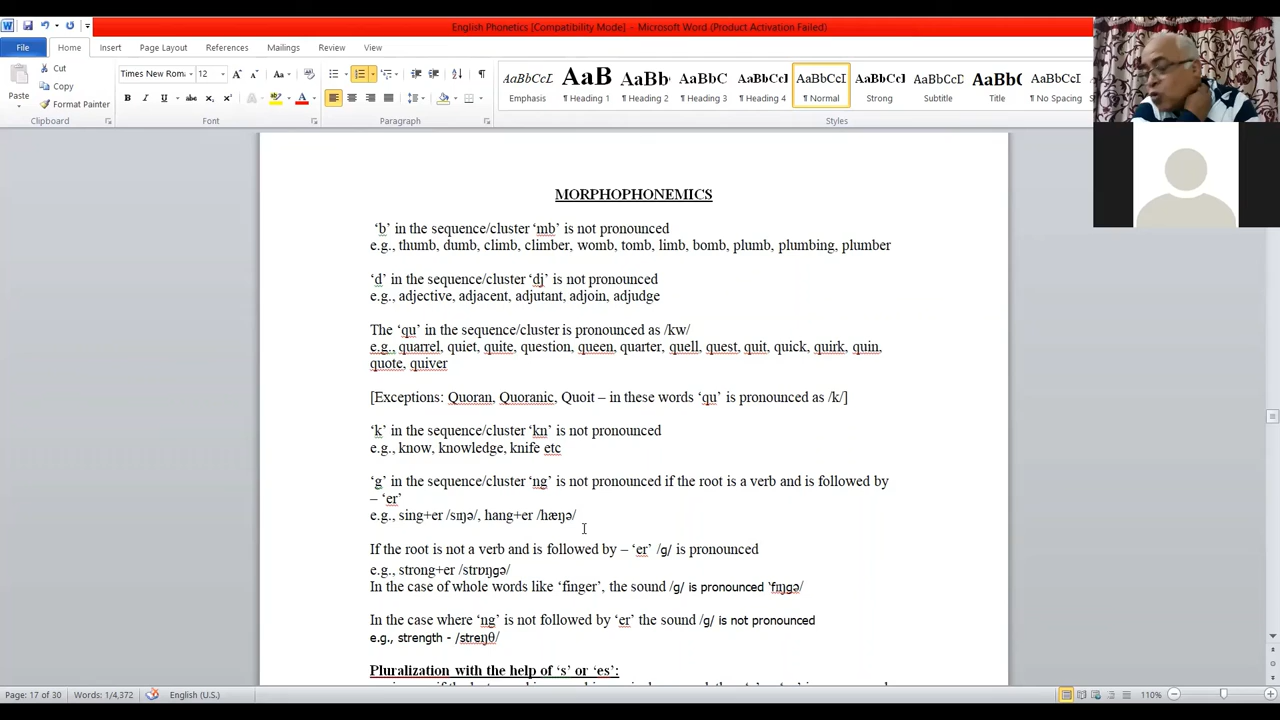 English Phonetics [Compatibility Mode] - Microsoft Word (Product Activation Failed)
File Home Insert Page Layout References Mailings Review View
Paste Cut Copy Format Painter
Times New Rom 12
AaBbCcDc AaB AaBb AaBbC AaBbCc AaBbCcI AaBbCc AaBbCcDd AaBb AaBbCcI
Emphasis ¶ Heading 1 ¶ Heading 2 ¶ Heading 3 ¶ Heading 4 ¶ Normal Strong Subtitle Title ¶ No Spacing
Clipboard Font Paragraph Styles
MORPHOPHONEMICS
‘b’ in the sequence/cluster ‘mb’ is not pronounced
e.g., thumb, dumb, climb, climber, womb, tomb, limb, bomb, plumb, plumbing, plumber
‘d’ in the sequence/cluster ‘dj’ is not pronounced
e.g., adjective, adjacent, adjutant, adjoin, adjudge
The ‘qu’ in the sequence/cluster is pronounced as /kw/
e.g., quarrel, quiet, quite, question, queen, quarter, quell, quest, quit, quick, quirk, quin,
quote, quiver
[Exceptions: Quoran, Quoranic, Quoit – in these words ‘qu’ is pronounced as /k/]
‘k’ in the sequence/cluster ‘kn’ is not pronounced
e.g., know, knowledge, knife etc
‘g’ in the sequence/cluster ‘ng’ is not pronounced if the root is a verb and is followed by
– ‘er’
e.g., sing+er /sɪŋə/, hang+er /hæŋə/
If the root is not a verb and is followed by – ‘er’ /g/ is pronounced
e.g., strong+er /strɒŋgə/
In the case of whole words like ‘finger’, the sound /g/ is pronounced ‘fɪŋgə/
In the case where ‘ng’ is not followed by ‘er’ the sound /g/ is not pronounced
e.g., strength - /streŋθ/
Pluralization with the help of ‘s’ or ‘es’:
Page: 17 of 30 Words: 1/4,372 English (U.S.) 110%